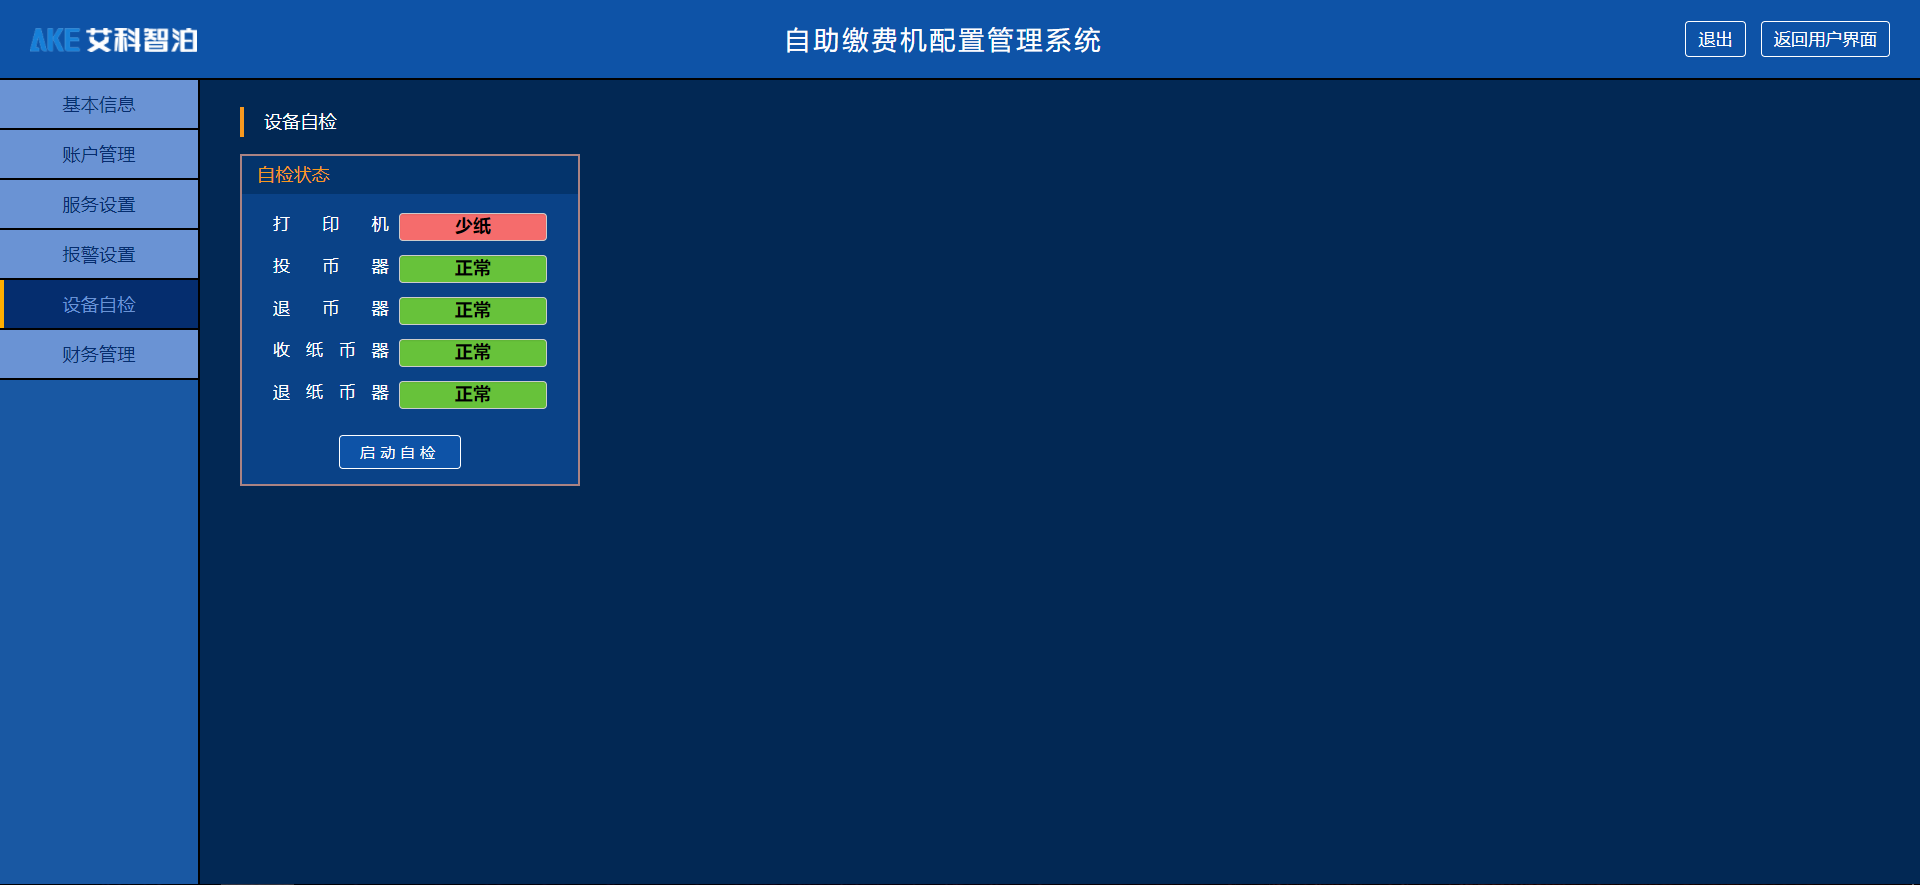 AKE 艾科智泊
自助缴费机配置管理系统
退出
返回用户界面
基本信息
账户管理
服务设置
报警设置
设备自检
财务管理
设备自检
自检状态
打印机 少纸
投币器 正常
退币器 正常
收纸币器 正常
退纸币器 正常
启动自检